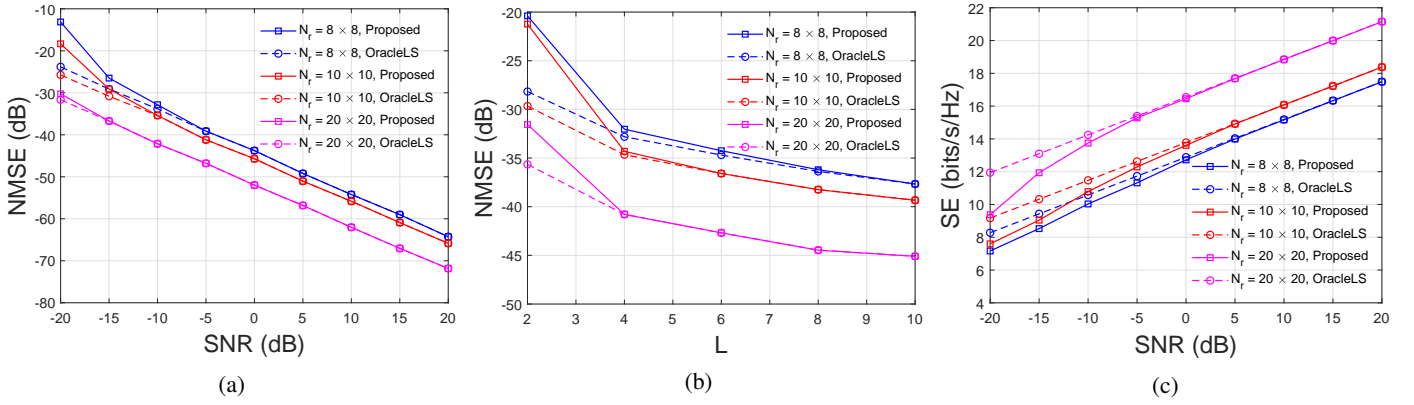 -10
-20
-30
-40
-50
-60
-70
-80
-20 -15 -10 -5 0 5 10 15 20
NMSE (dB)
SNR (dB)
N_r = 8 × 8, Proposed
N_r = 8 × 8, OracleLS
N_r = 10 × 10, Proposed
N_r = 10 × 10, OracleLS
N_r = 20 × 20, Proposed
N_r = 20 × 20, OracleLS
(a)
-20
-25
-30
-35
-40
-45
-50
2 3 4 5 6 7 8 9 10
NMSE (dB)
L
N_r = 8 × 8, Proposed
N_r = 8 × 8, OracleLS
N_r = 10 × 10, Proposed
N_r = 10 × 10, OracleLS
N_r = 20 × 20, Proposed
N_r = 20 × 20, OracleLS
(b)
22
20
18
16
14
12
10
8
6
4
-20 -15 -10 -5 0 5 10 15 20
SE (bits/s/Hz)
SNR (dB)
N_r = 8 × 8, Proposed
N_r = 8 × 8, OracleLS
N_r = 10 × 10, Proposed
N_r = 10 × 10, OracleLS
N_r = 20 × 20, Proposed
N_r = 20 × 20, OracleLS
(c)